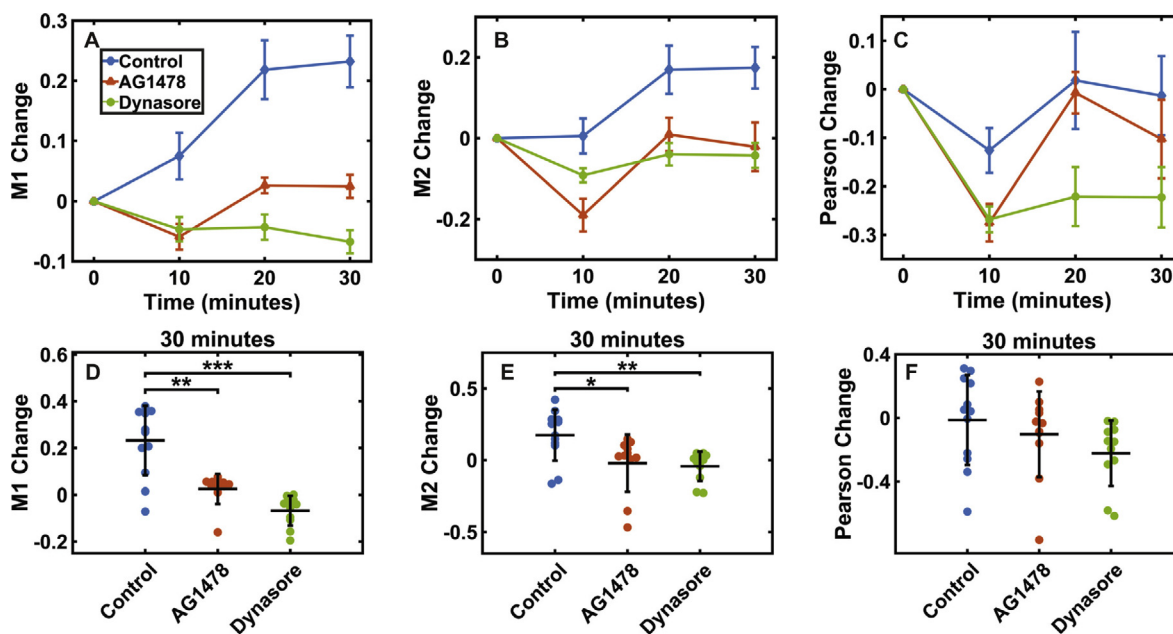 A
Control
AG1478
Dynasore
M1 Change
0.3
0.2
0.1
0
-0.1
0
10
20
30
Time (minutes)
B
M2 Change
0.2
0
-0.2
0
10
20
30
Time (minutes)
C
Pearson Change
0.1
0
-0.1
-0.2
-0.3
0
10
20
30
Time (minutes)
30 minutes
D
***
**
M1 Change
0.6
0.4
0.2
0
-0.2
Control
AG1478
Dynasore
30 minutes
E
**
*
M2 Change
0.5
0
-0.5
Control
AG1478
Dynasore
30 minutes
F
Pearson Change
0.4
0
-0.4
Control
AG1478
Dynasore